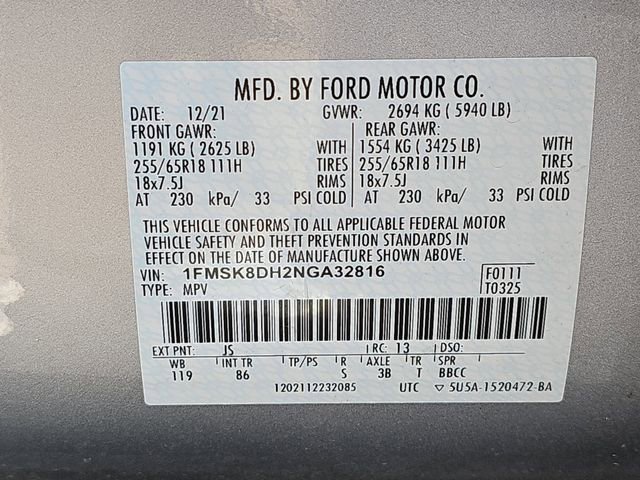 MFD. BY FORD MOTOR CO.
DATE: 12/21 GVWR: 2694 KG ( 5940 LB)
FRONT GAWR: REAR GAWR:
1191 KG ( 2625 LB) WITH 1554 KG ( 3425 LB) WITH
255/65R18 111H TIRES 255/65R18 111H TIRES
18x7.5J RIMS 18x7.5J RIMS
AT 230 kPa/ 33 PSI COLD AT 230 kPa/ 33 PSI COLD
THIS VEHICLE CONFORMS TO ALL APPLICABLE FEDERAL MOTOR
VEHICLE SAFETY AND THEFT PREVENTION STANDARDS IN
EFFECT ON THE DATE OF MANUFACTURE SHOWN ABOVE.
VIN: 1FMSK8DH2NGA32816 F0111
TYPE: MPV T0325
EXT PNT: JS RC: 13 DSO:
WB INT TR TP/PS R AXLE TR SPR
119 86 S 3B T BBCC
1202112232085 UTC ▽ 5U5A-1520472-BA